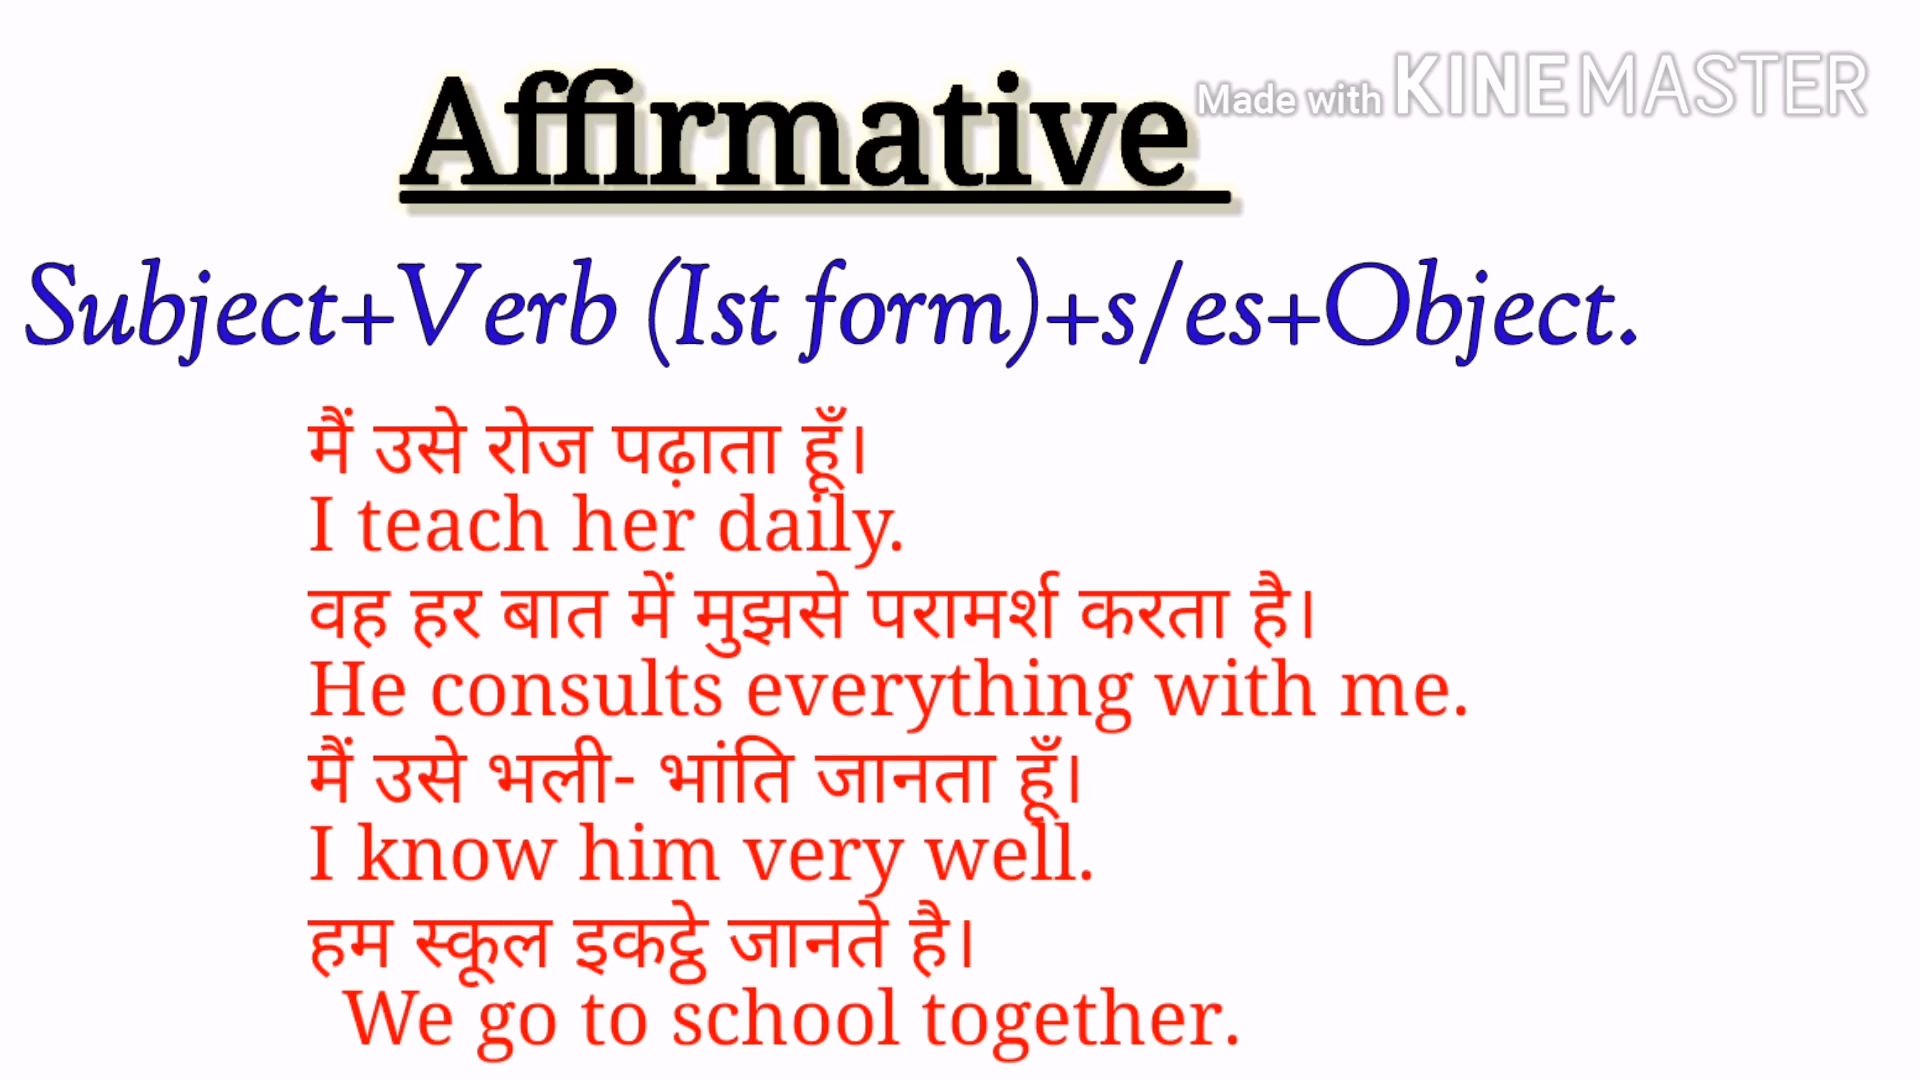 Affirmative
Made with KINEMASTER
Subject+Verb (Ist form)+s/es+Object.
मैं उसे रोज पढ़ाता हूँ।
I teach her daily.
वह हर बात में मुझसे परामर्श करता है।
He consults everything with me.
मैं उसे भली- भांति जानता हूँ।
I know him very well.
हम स्कूल इकट्ठे जानते है।
We go to school together.